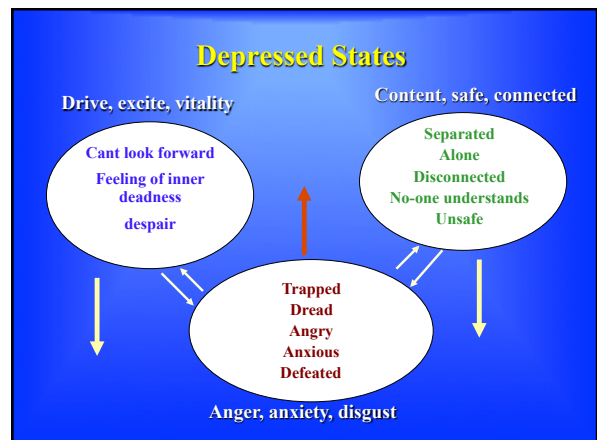 Depressed States
Drive, excite, vitality
Content, safe, connected
Cant look forward
Feeling of inner
deadness
despair
Separated
Alone
Disconnected
No-one understands
Unsafe
Trapped
Dread
Angry
Anxious
Defeated
Anger, anxiety, disgust